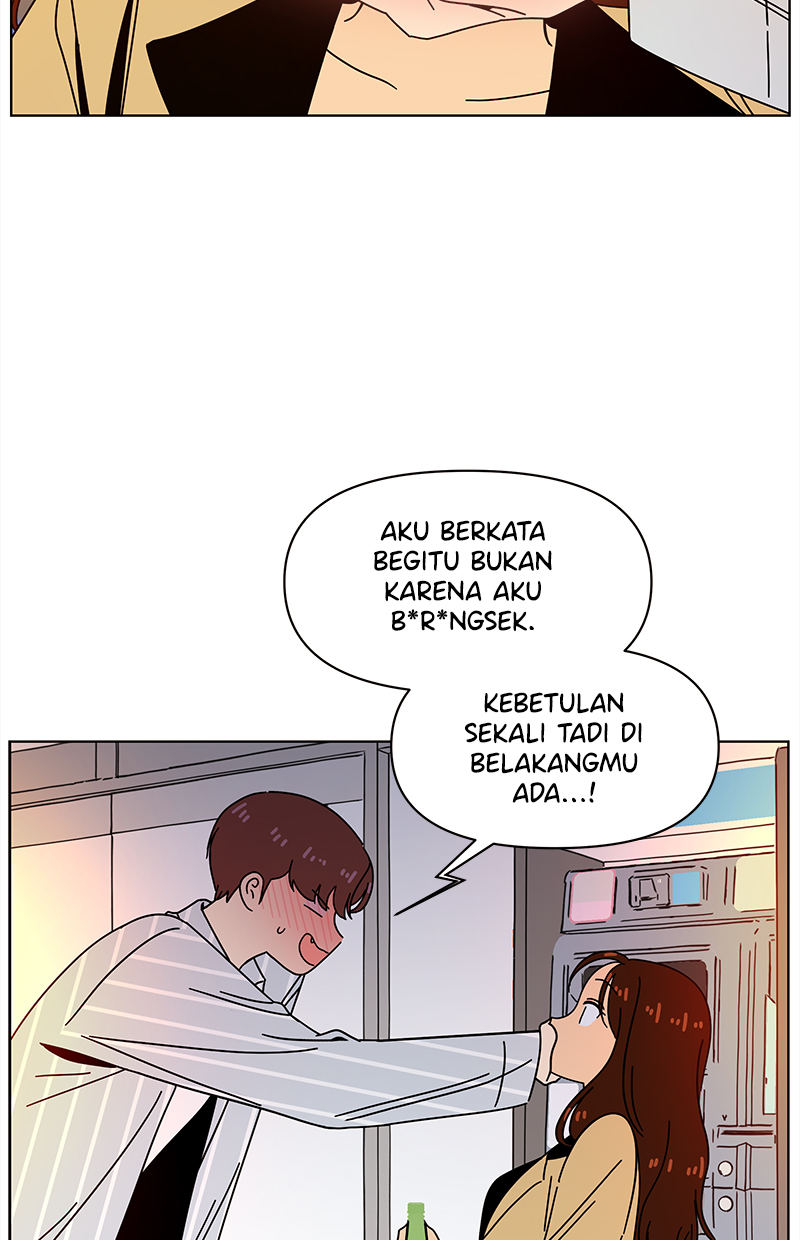 AKU BERKATA
BEGITU BUKAN
KARENA AKU
B*R*NGSEK.
KEBETULAN
SEKALI TADI DI
BELAKANGMU
ADA...!